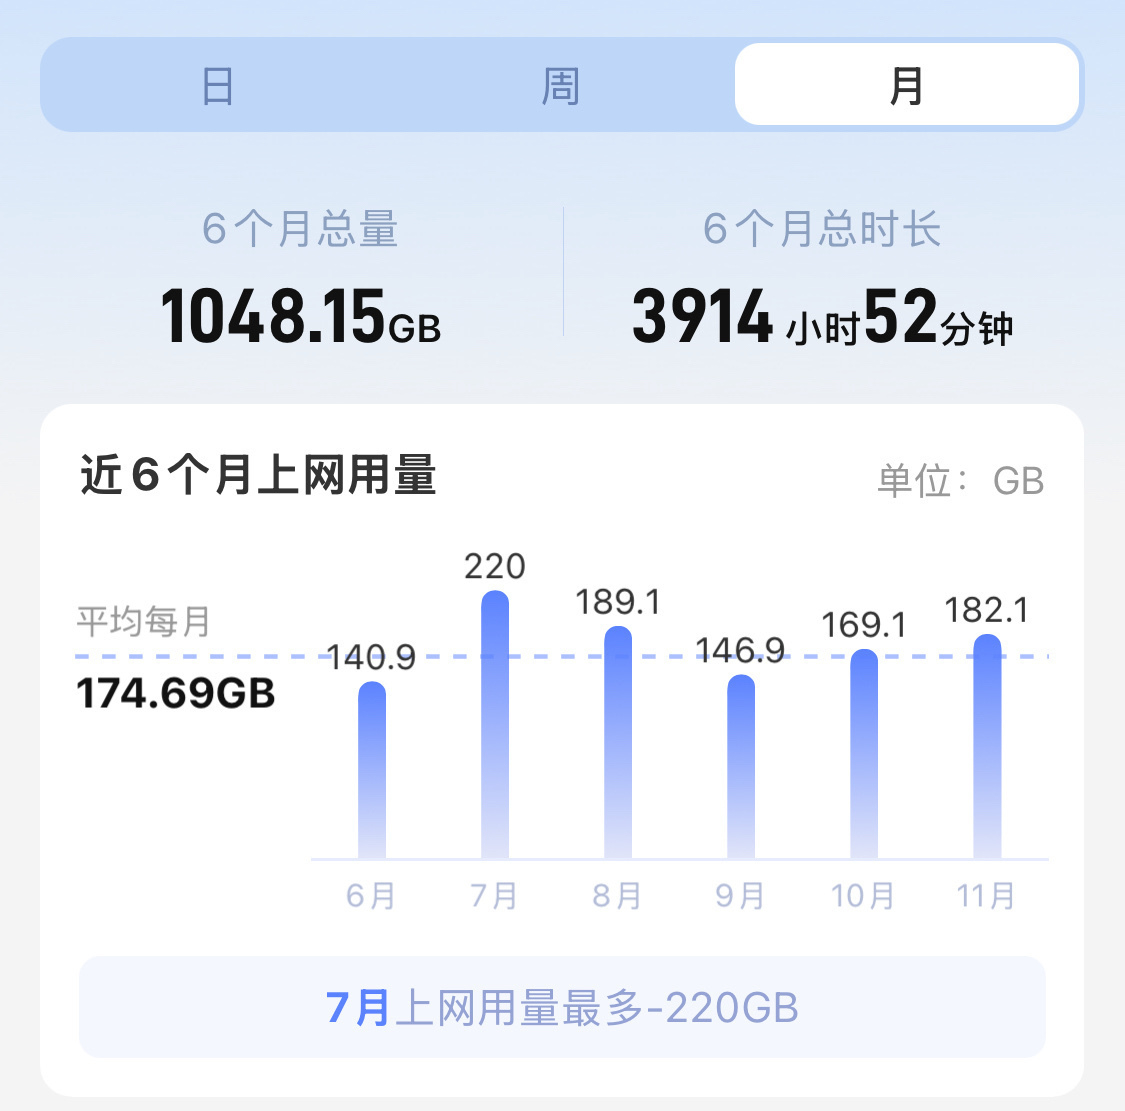 日 周 月
6个月总量 6个月总时长
1048.15GB 3914小时52分钟
近6个月上网用量 单位：GB
220
189.1
182.1
平均每月 169.1
140.9 146.9
174.69GB
6月 7月 8月 9月 10月 11月
7月上网用量最多-220GB